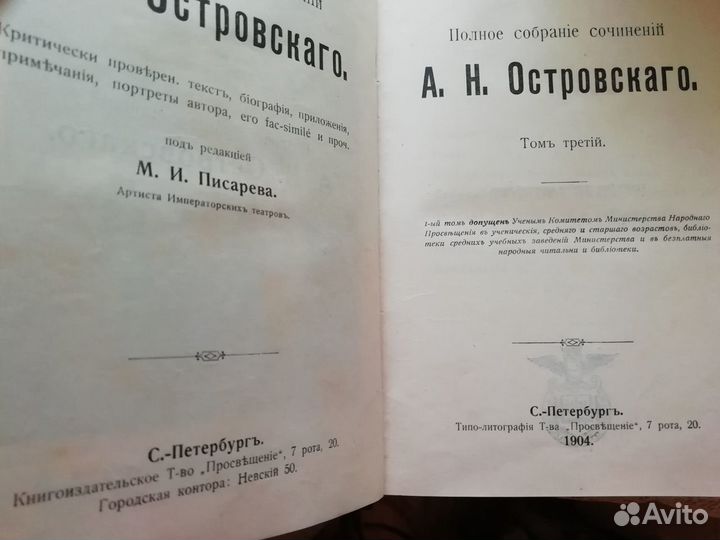 ній
Островскаго.
Критически провѣрен. текстъ, біографія, приложенія,
примѣчанія, портреты автора, его fac-similé и проч.
подъ редакціей
М. И. Писарева.
Артиста Императорскихъ театровъ.
С.-Петербургъ.
Книгоиздательское Т-во „Просвѣщеніе", 7 рота, 20.
Городская контора: Невскій 50.
Полное собраніе сочиненій
А. Н. Островскаго.
Томъ третій.
1-ый томъ допущенъ Ученымъ Комитетомъ Министерства Народнаго
Просвѣщенія въ ученическія, средняго и старшаго возрастовъ, библіо-
теки среднихъ учебныхъ заведеній Министерства и въ безплатныя
народныя читальни и библіотеки.
С.-Петербургъ.
Типо-литографія Т-ва „Просвѣщеніе", 7 рота, 20.
1904.
Avito